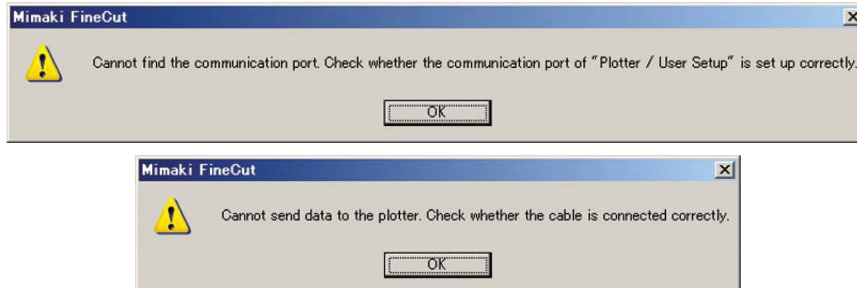 Mimaki FineCut
Cannot find the communication port. Check whether the communication port of "Plotter / User Setup" is set up correctly.
OK
Mimaki FineCut
Cannot send data to the plotter. Check whether the cable is connected correctly.
OK